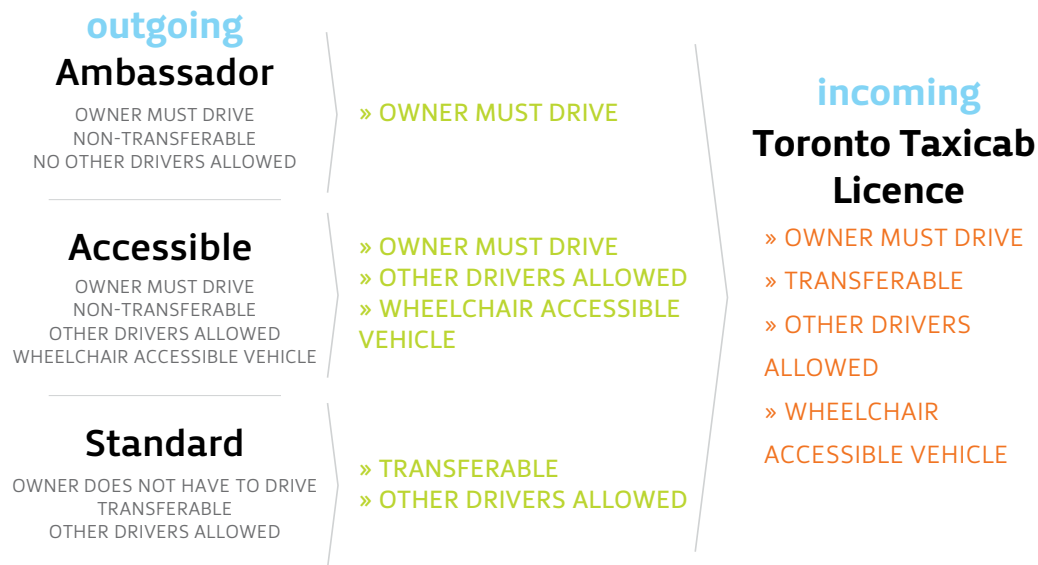 outgoing
Ambassador
OWNER MUST DRIVE
NON-TRANSFERABLE
NO OTHER DRIVERS ALLOWED
» OWNER MUST DRIVE
Accessible
OWNER MUST DRIVE
NON-TRANSFERABLE
OTHER DRIVERS ALLOWED
WHEELCHAIR ACCESSIBLE VEHICLE
» OWNER MUST DRIVE
» OTHER DRIVERS ALLOWED
» WHEELCHAIR ACCESSIBLE
VEHICLE
Standard
OWNER DOES NOT HAVE TO DRIVE
TRANSFERABLE
OTHER DRIVERS ALLOWED
» TRANSFERABLE
» OTHER DRIVERS ALLOWED
incoming
Toronto Taxicab
Licence
» OWNER MUST DRIVE
» TRANSFERABLE
» OTHER DRIVERS
ALLOWED
» WHEELCHAIR
ACCESSIBLE VEHICLE